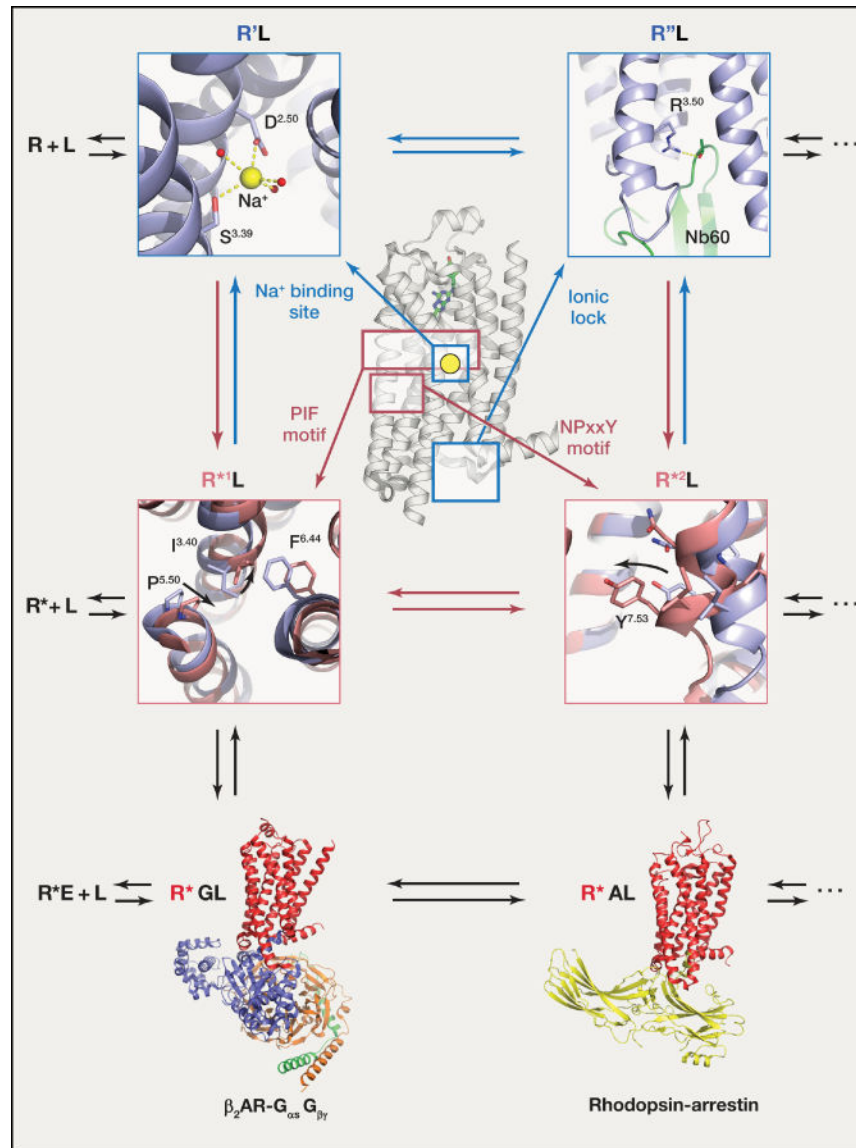 R'L
R''L
D2.50
Na+
S3.39
R3.50
Nb60
R + L
...
Na+ binding
site
Ionic
lock
PIF
motif
NPxxY
motif
R*1L
R*2L
I3.40
F6.44
P5.50
Y7.53
R*+ L
...
R*E + L
R* GL
R* AL
...
β2AR-Gαs Gβγ
Rhodopsin-arrestin